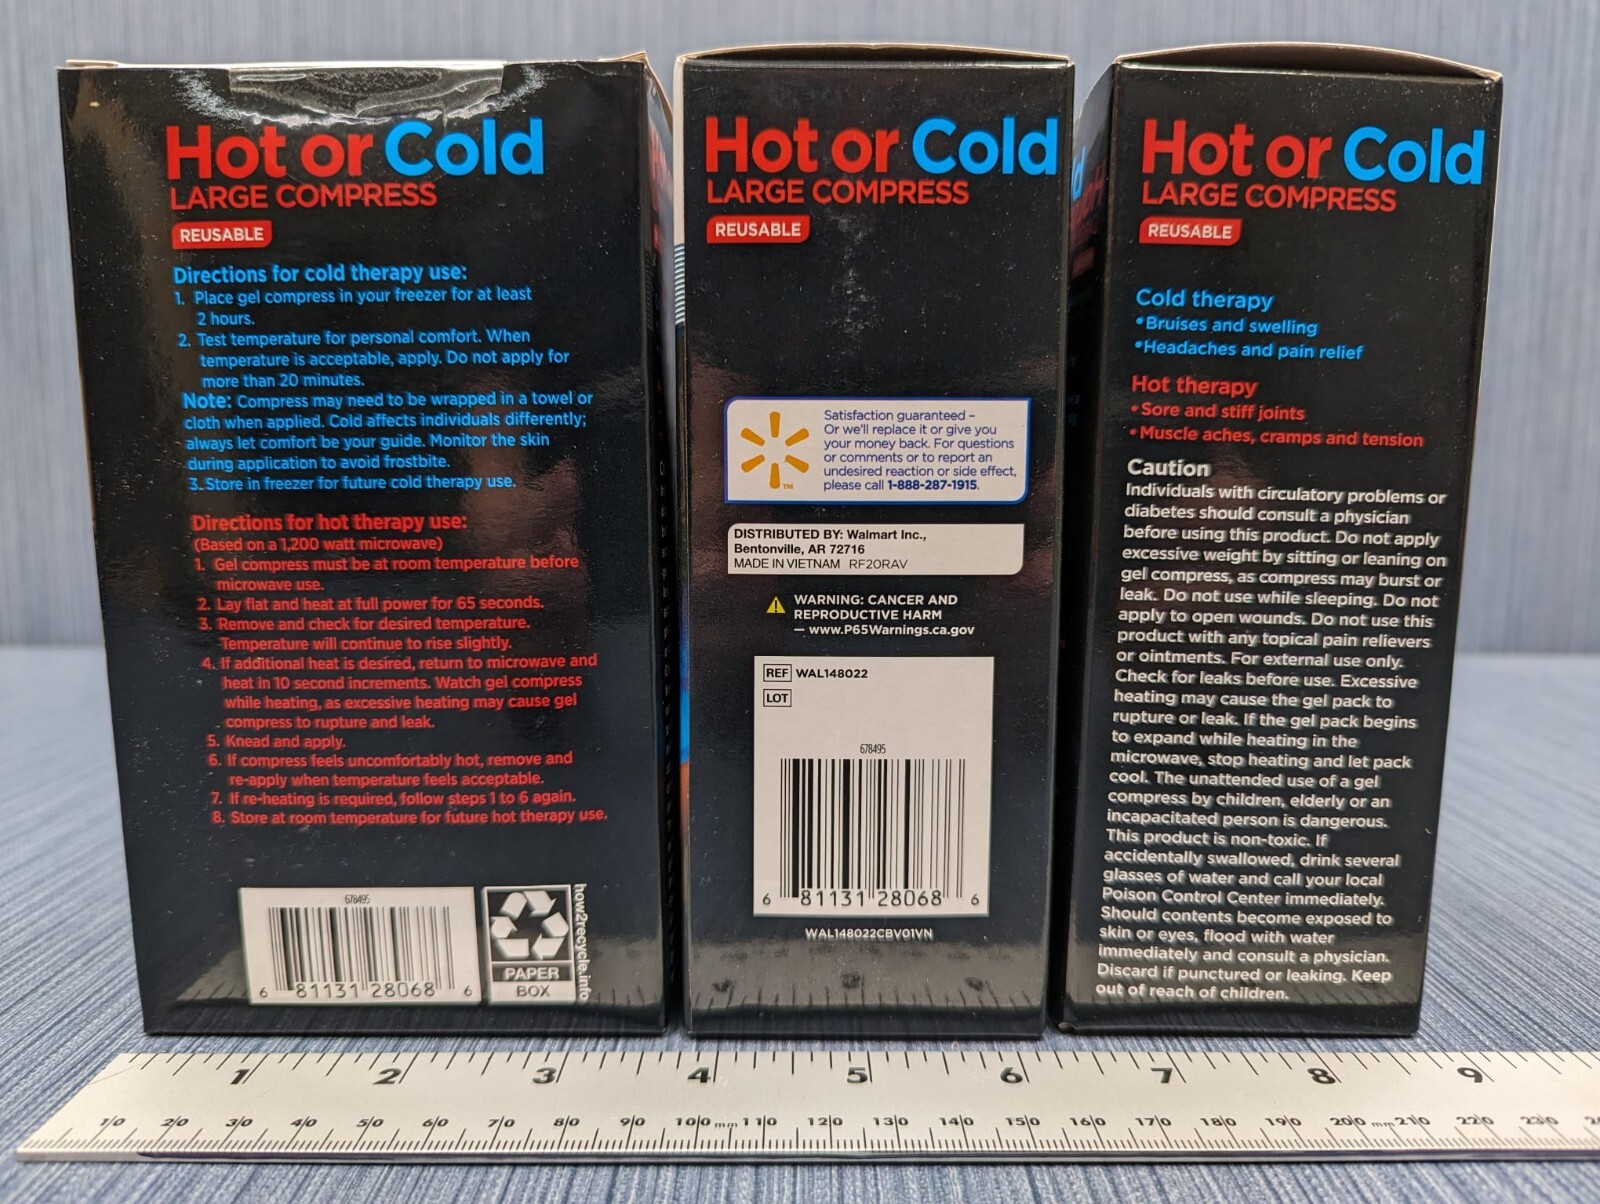 Hot or Cold
LARGE COMPRESS
REUSABLE
Directions for cold therapy use:
1. Place gel compress in your freezer for at least
2 hours.
2. Test temperature for personal comfort. When
temperature is acceptable, apply. Do not apply for
more than 20 minutes.
Note: Compress may need to be wrapped in a towel or
cloth when applied. Cold affects individuals differently;
always let comfort be your guide. Monitor the skin
during application to avoid frostbite.
3. Store in freezer for future cold therapy use.
Directions for hot therapy use:
(Based on a 1,200 watt microwave)
1. Gel compress must be at room temperature before
microwave use.
2. Lay flat and heat at full power for 65 seconds.
3. Remove and check for desired temperature.
Temperature will continue to rise slightly.
4. If additional heat is desired, return to microwave and
heat in 10 second increments. Watch gel compress
while heating, as excessive heating may cause gel
compress to rupture and leak.
5. Knead and apply.
6. If compress feels uncomfortably hot, remove and
re-apply when temperature feels acceptable.
7. If re-heating is required, follow steps 1 to 6 again.
8. Store at room temperature for future hot therapy use.
678495
6 81131 28068 6
PAPER
BOX
how2recycle.info
Hot or Cold
LARGE COMPRESS
REUSABLE
Satisfaction guaranteed –
Or we'll replace it or give you
your money back. For questions
or comments or to report an
undesired reaction or side effect,
please call 1-888-287-1915.
TM
DISTRIBUTED BY: Walmart Inc.,
Bentonville, AR 72716
MADE IN VIETNAM RF20RAV
WARNING: CANCER AND
REPRODUCTIVE HARM
— www.P65Warnings.ca.gov
REF WAL148022
LOT
678495
6 81131 28068 6
WAL148022CBV01VN
Hot or Cold
LARGE COMPRESS
REUSABLE
Cold therapy
•Bruises and swelling
•Headaches and pain relief
Hot therapy
• Sore and stiff joints
• Muscle aches, cramps and tension
Caution
Individuals with circulatory problems or
diabetes should consult a physician
before using this product. Do not apply
excessive weight by sitting or leaning on
gel compress, as compress may burst or
leak. Do not use while sleeping. Do not
apply to open wounds. Do not use this
product with any topical pain relievers
or ointments. For external use only.
Check for leaks before use. Excessive
heating may cause the gel pack to
rupture or leak. If the gel pack begins
to expand while heating in the
microwave, stop heating and let pack
cool. The unattended use of a gel
compress by children, elderly or an
incapacitated person is dangerous.
This product is non-toxic. If
accidentally swallowed, drink several
glasses of water and call your local
Poison Control Center immediately.
Should contents become exposed to
skin or eyes, flood with water
immediately and consult a physician.
Discard if punctured or leaking. Keep
out of reach of children.
1 2 3 4 5 6 7 8 9
10 20 30 40 50 60 70 80 90 100 mm 110 120 130 140 150 160 170 180 190 200 mm 210 220 230